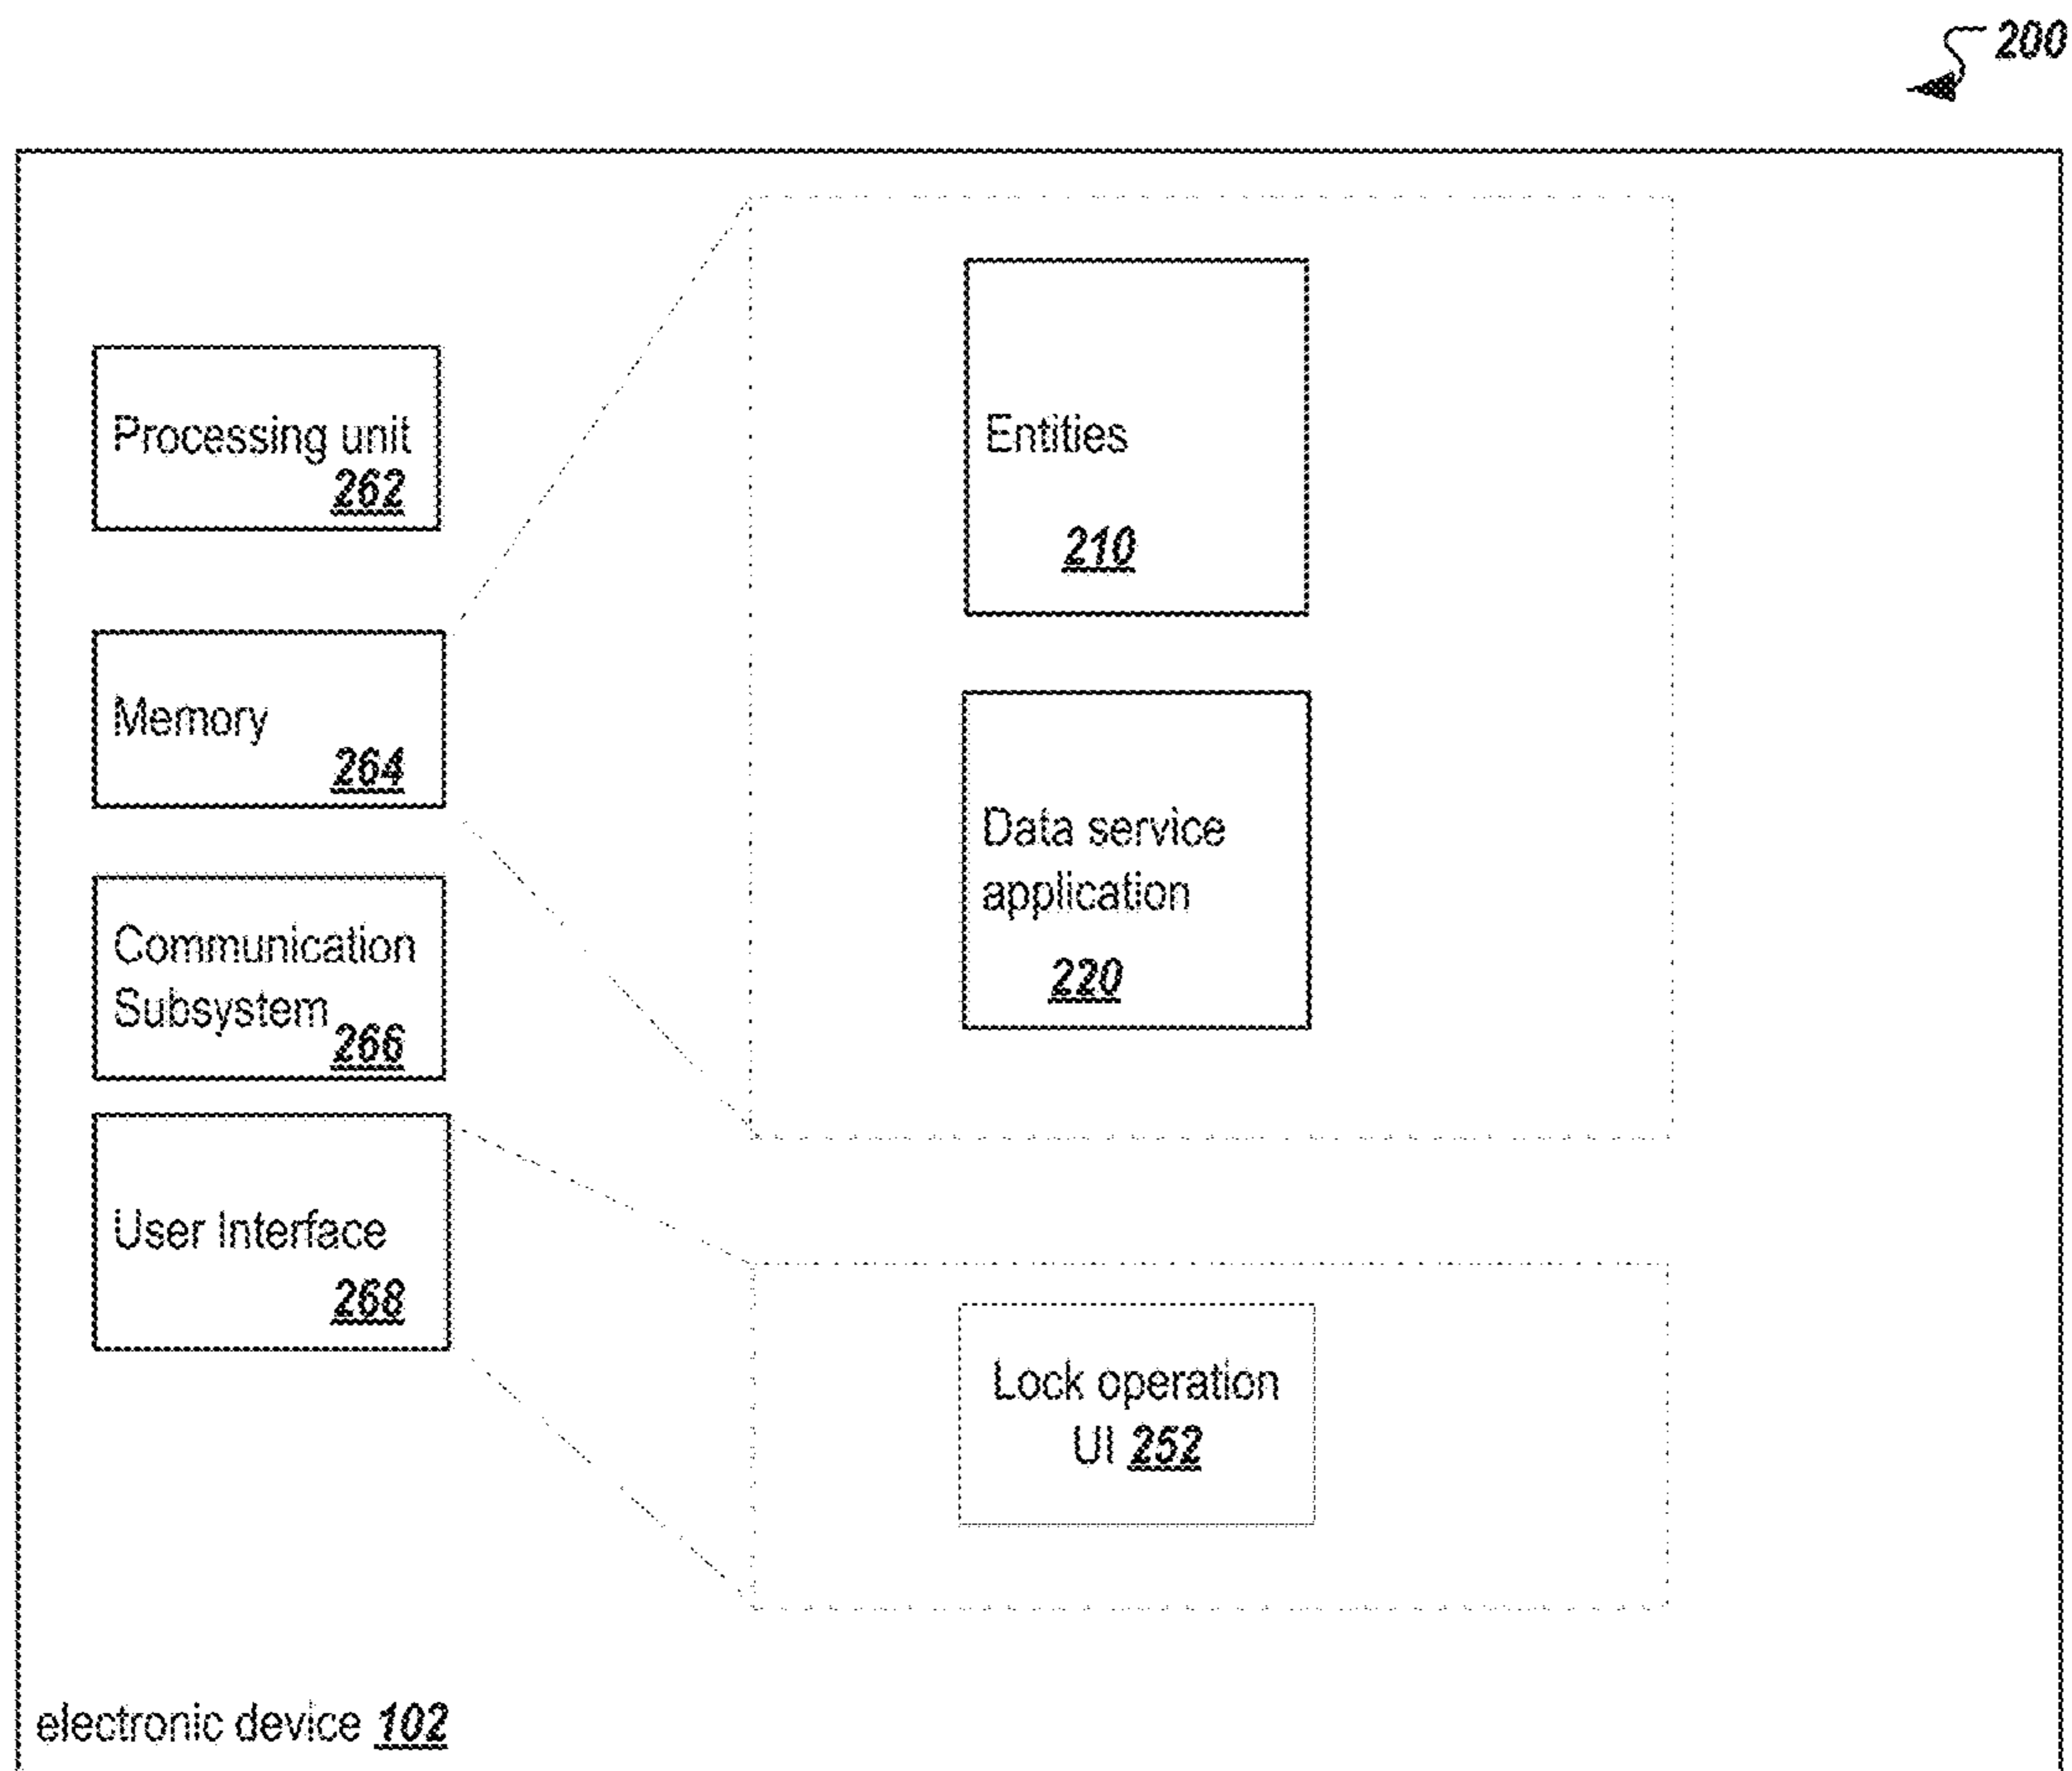 200
Processing unit
262
Memory
264
Communication
Subsystem
266
User Interface
268
Entities
210
Data service
application
220
Lock operation
UI 252
electronic device 102